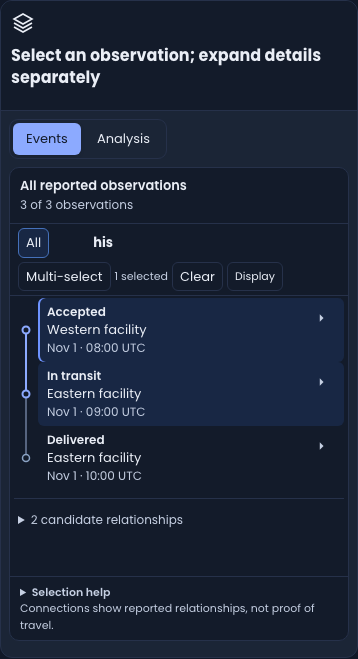 Select an observation; expand details
separately
Events
Analysis
All reported observations
3 of 3 observations
All
his
Multi-select
1 selected
Clear
Display
Accepted
Western facility
Nov 1 · 08:00 UTC
In transit
Eastern facility
Nov 1 · 09:00 UTC
Delivered
Eastern facility
Nov 1 · 10:00 UTC
2 candidate relationships
Selection help
Connections show reported relationships, not proof of
travel.